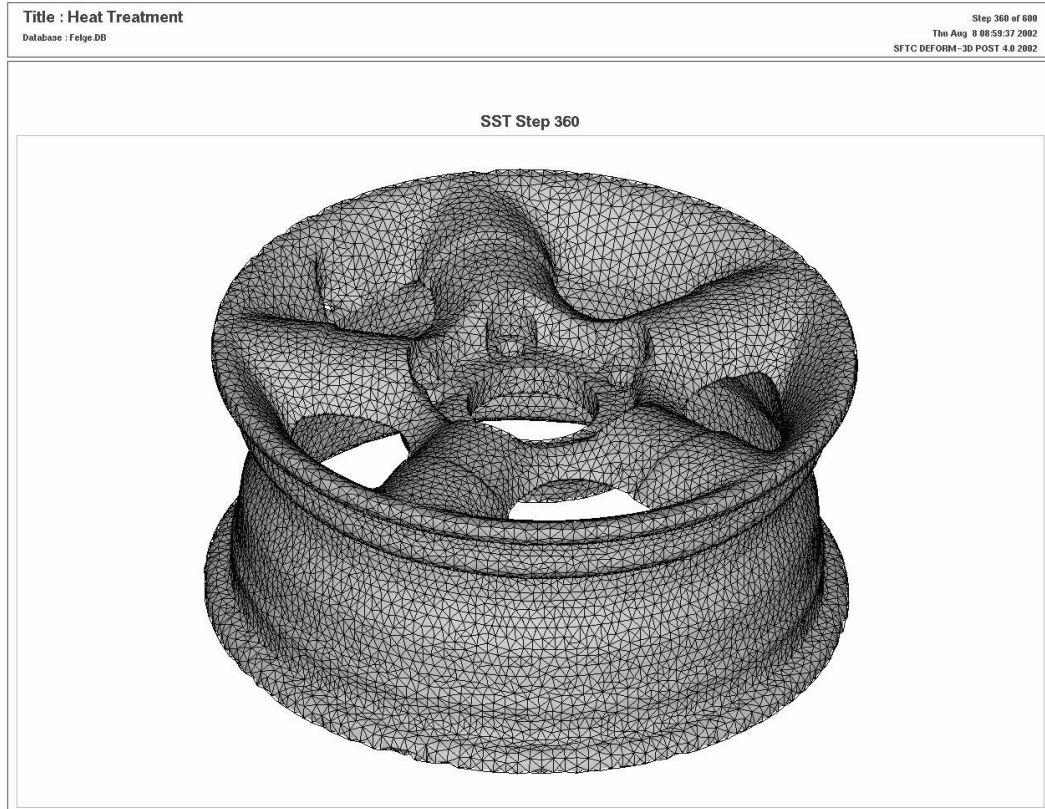 Title : Heat Treatment
Database : Felge.DB
Step 360 of 600
Thu Aug  8 08:59:37 2002
SFTC DEFORM-3D POST 4.0 2002
SST Step 360